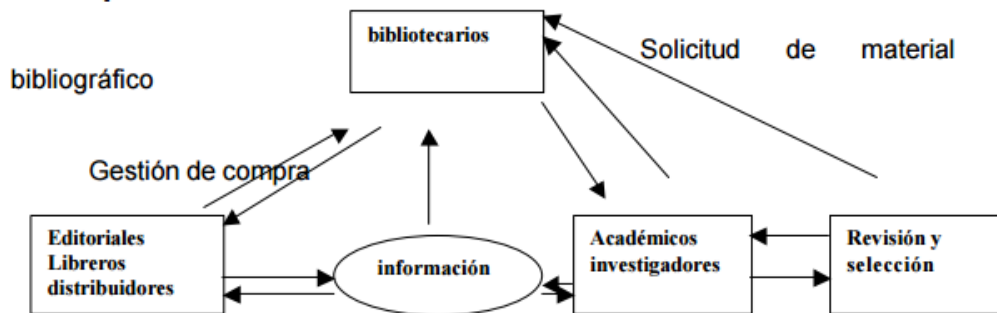 bibliotecarios
Solicitud de material
bibliográfico
Gestión de compra
Editoriales
Libreros
distribuidores
información
Académicos
investigadores
Revisión y
selección